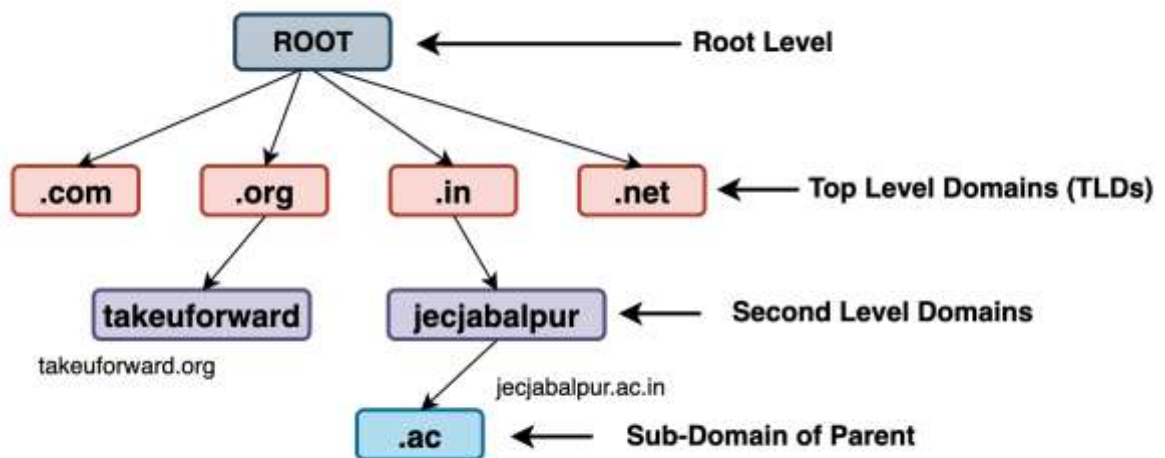 ROOT
Root Level
.com
.org
.in
.net
Top Level Domains (TLDs)
takeuforward
jecjabalpur
Second Level Domains
takeuforward.org
jecjabalpur.ac.in
.ac
Sub-Domain of Parent